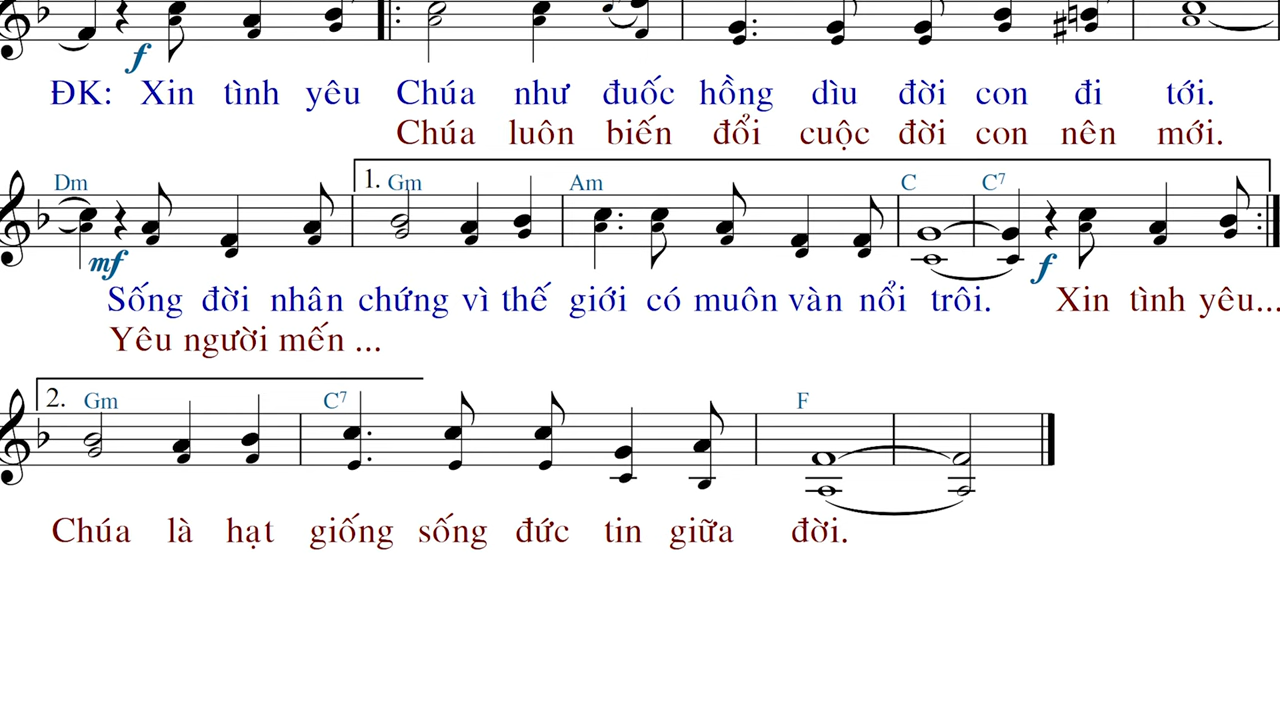 f
ĐK: Xin tình yêu Chúa như đuốc hồng dìu đời con đi tới.
Chúa luôn biến đổi cuộc đời con nên mới.
Dm 1. Gm Am C C7
mf f
Sống đời nhân chứng vì thế giới có muôn vàn nổi trôi. Xin tình yêu...
Yêu người mến ...
2. Gm C7 F
Chúa là hạt giống sống đức tin giữa đời.